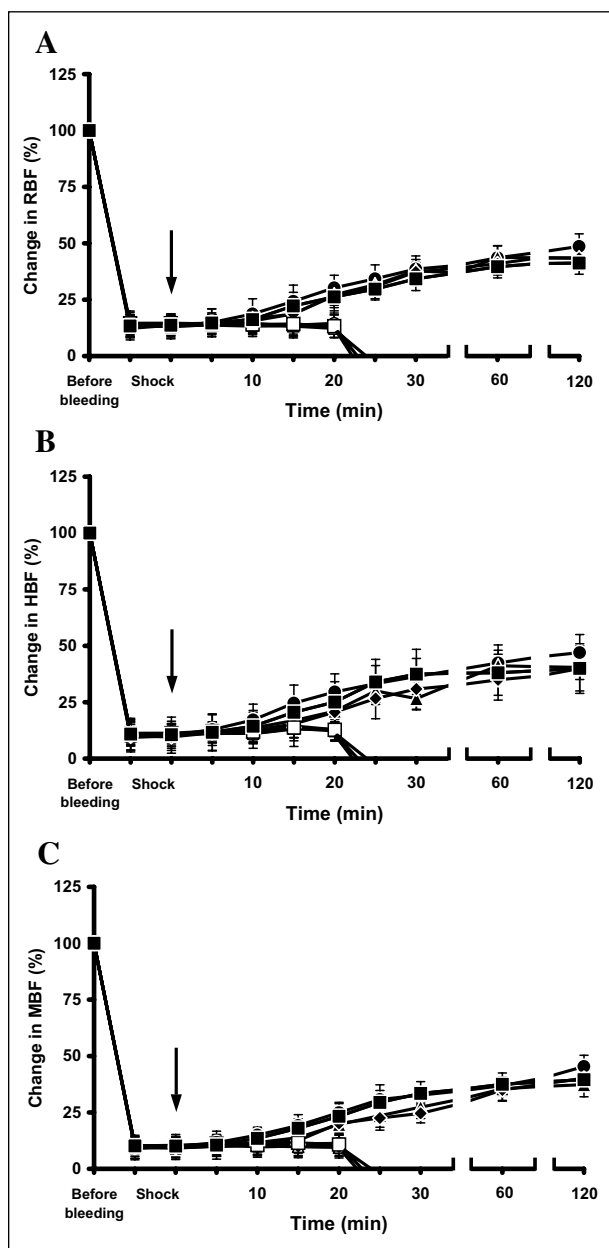 A
125
100
75
50
25
0
Change in RBF (%)
Before bleeding
Shock
10
20
30
60
120
Time (min)
B
125
100
75
50
25
0
Change in HBF (%)
Before bleeding
Shock
10
20
30
60
120
Time (min)
C
125
100
75
50
25
0
Change in MBF (%)
Before bleeding
Shock
10
20
30
60
120
Time (min)